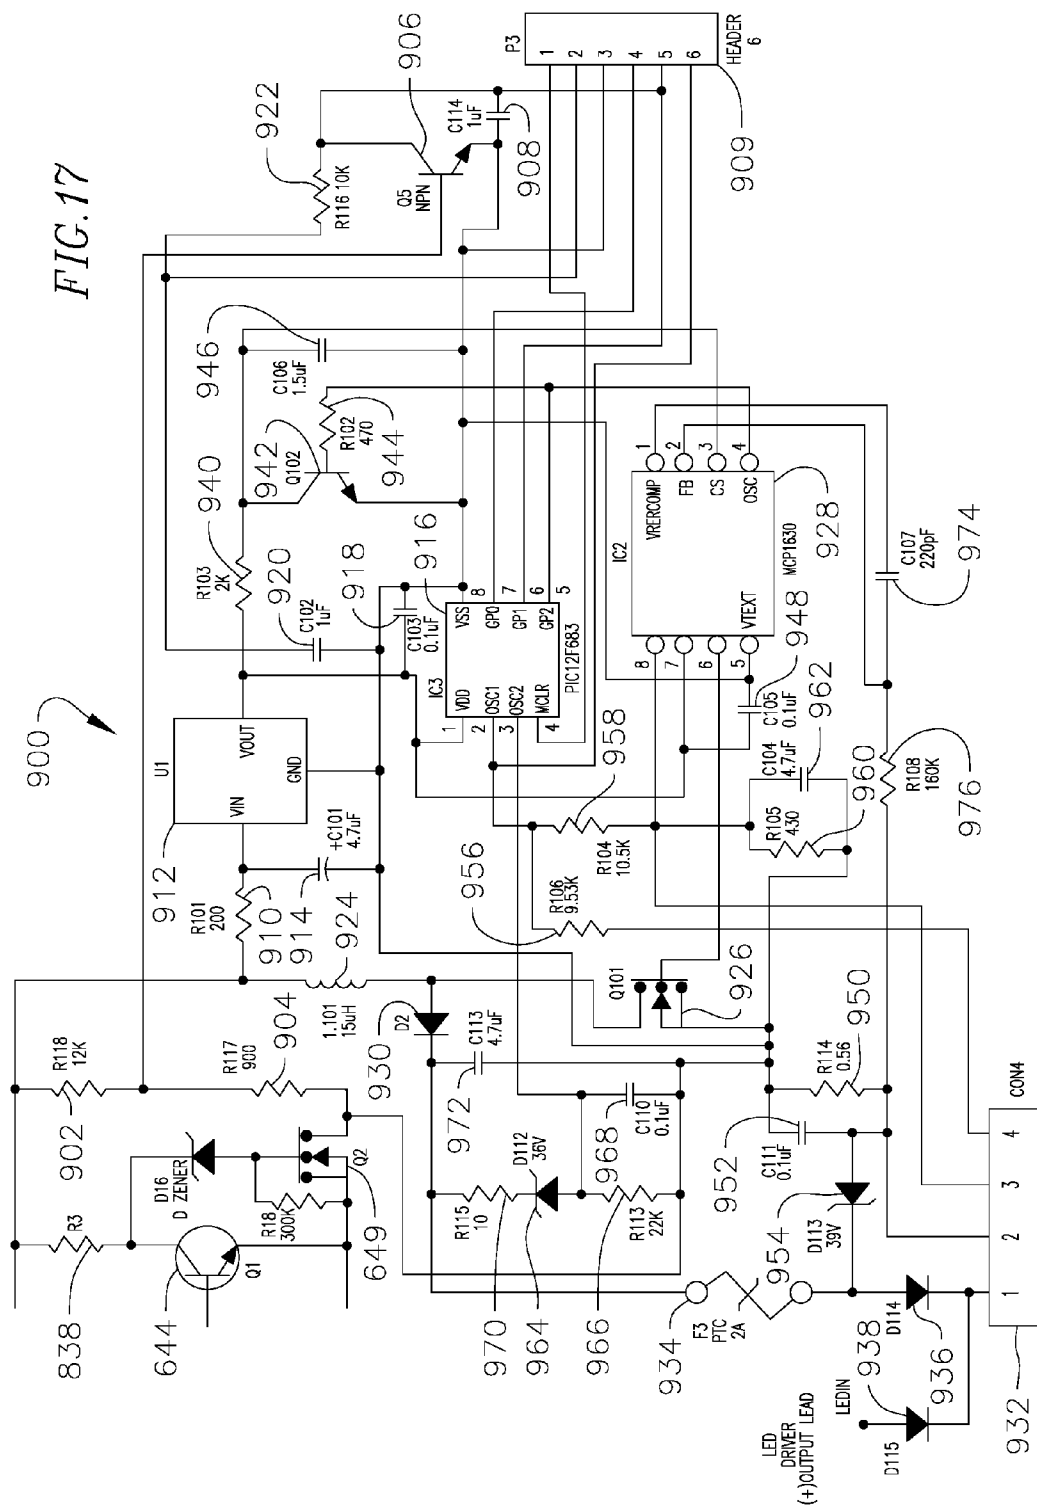 FIG.17
900
922
R116 10K
906
Q5
NPN
C114
1uF
908
P3
1
2
3
4
5
6
HEADER
6
909
946
C106
1.5uF
942
Q102
R102
470
944
940
R103
2K
920
C102
1uF
918
C103
0.1uF
916
U1
VIN
VOUT
GND
912
R101
200
910
+C101
4.7uF
914
924
1.101
15uH
IC3
VDD
OSC1
OSC2
MCLR
VSS
GP0
GP1
GP2
1
2
3
4
8
7
6
5
PIC12F683
IC2
VRERCOMP
FB
CS
OSC
VTEXT
MCP1630
1
2
3
4
8
7
6
5
928
C107
220pF
974
948
C105
0.1uF
962
C104
4.7uF
960
R105
430
R108
160K
976
958
R104
10.5K
956
R106
9.53K
Q101
926
R118
12K
902
R117
900
904
D16
D ZENER
R3
838
644
Q1
R18
300K
Q2
649
930
D2
C113
4.7uF
972
968
C110
0.1uF
D112
36V
R115
10
970
964
R113
22K
966
934
F3
PTC
2A
952
C111
0.1uF
R114
0.56
950
954
D113
39V
D114
936
938
D115
LEDIN
LED
DRIVER
(+)OUTPUT LEAD
CON4
1
2
3
4
932